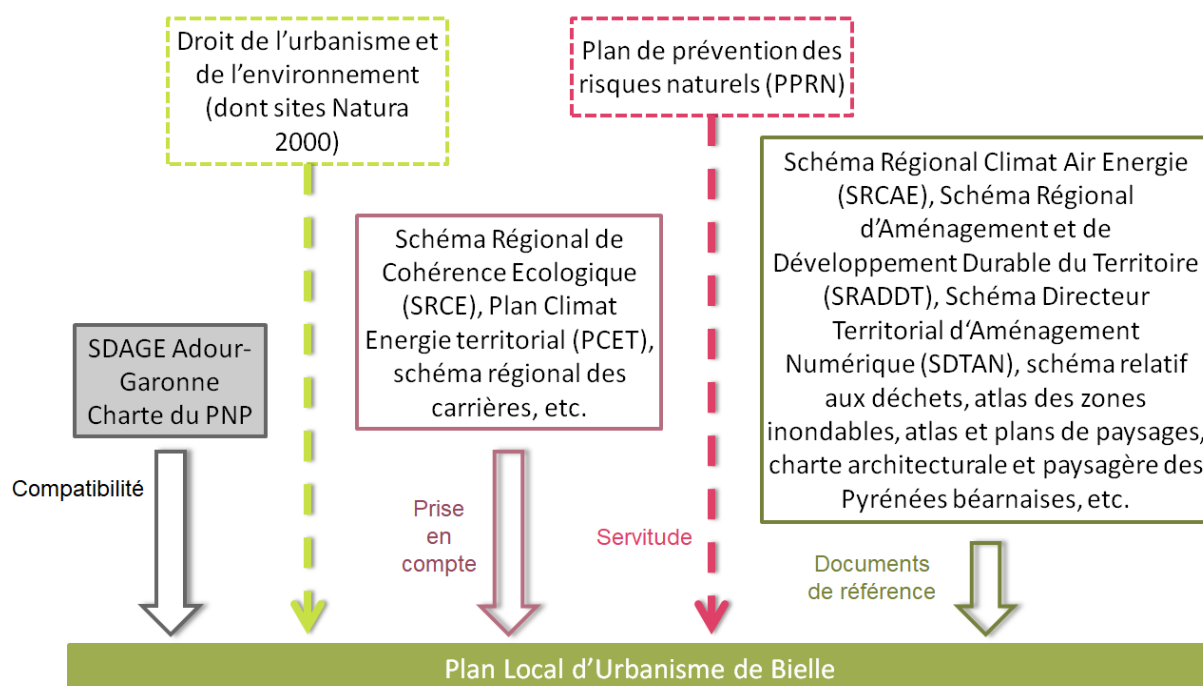 Droit de l'urbanisme et
de l'environnement
(dont sites Natura
2000)
Plan de prévention des
risques naturels (PPRN)
Schéma Régional Climat Air Energie
(SRCAE), Schéma Régional
d'Aménagement et de
Développement Durable du Territoire
(SRADDT), Schéma Directeur
Territorial d'Aménagement
Numérique (SDTAN), schéma relatif
aux déchets, atlas des zones
inondables, atlas et plans de paysages,
charte architecturale et paysagère des
Pyrénées béarnaises, etc.
Schéma Régional de
Cohérence Ecologique
(SRCE), Plan Climat
Energie territorial (PCET),
schéma régional des
carrières, etc.
SDAGE Adour-
Garonne
Charte du PNP
Compatibilité
Prise
en
compte
Servitude
Documents
de référence
Plan Local d'Urbanisme de Bielle